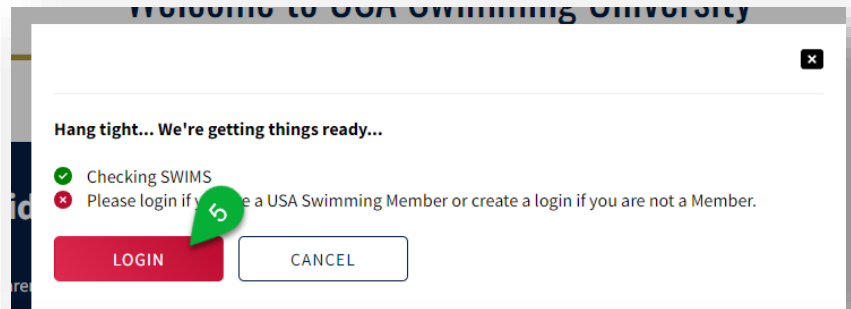 Welcome to USA Swimming University
Hang tight... We're getting things ready...
Checking SWIMS
Please login if a USA Swimming Member or create a login if you are not a Member.
5
LOGIN
CANCEL